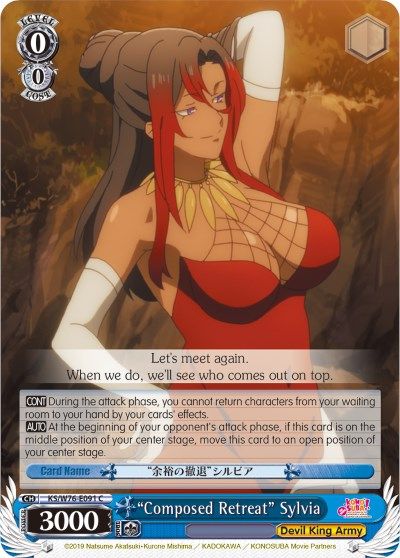 LEVEL
0
0
COST
Let's meet again.
When we do, we'll see who comes out on top.
CONT During the attack phase, you cannot return characters from your waiting
room to your hand by your cards' effects.
AUTO At the beginning of your opponent's attack phase, if this card is on the
middle position of your center stage, move this card to an open position
of your center stage.
Card Name
“余裕の撤退”シルビア
CH KS/W76-E091 C
POWER 3000
“Composed Retreat” Sylvia
KONO SUBA!
Devil King Army
©2019 Natsume Akatsuki・Kurone Mishima / KADOKAWA / KONOSUBA Movie Partners